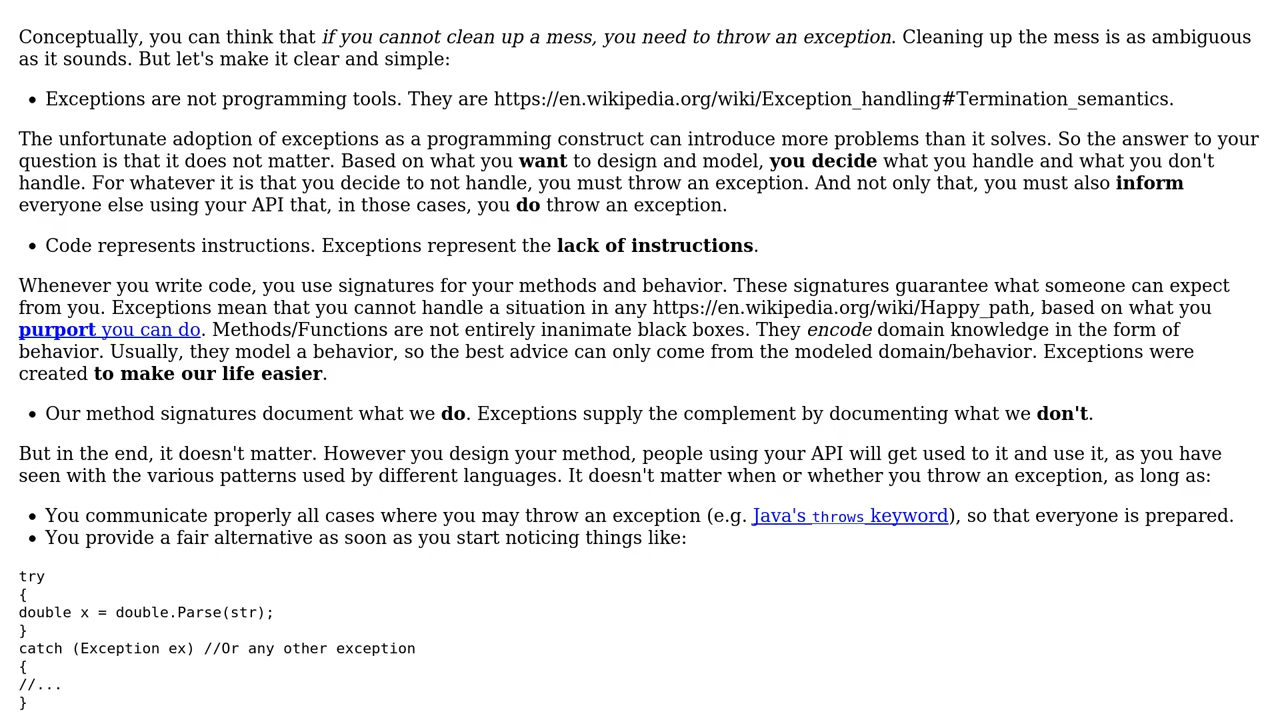 Conceptually, you can think that if you cannot clean up a mess, you need to throw an exception. Cleaning up the mess is as ambiguous
as it sounds. But let's make it clear and simple:
• Exceptions are not programming tools. They are https://en.wikipedia.org/wiki/Exception_handling#Termination_semantics.
The unfortunate adoption of exceptions as a programming construct can introduce more problems than it solves. So the answer to your
question is that it does not matter. Based on what you want to design and model, you decide what you handle and what you don't
handle. For whatever it is that you decide to not handle, you must throw an exception. And not only that, you must also inform
everyone else using your API that, in those cases, you do throw an exception.
• Code represents instructions. Exceptions represent the lack of instructions.
Whenever you write code, you use signatures for your methods and behavior. These signatures guarantee what someone can expect
from you. Exceptions mean that you cannot handle a situation in any https://en.wikipedia.org/wiki/Happy_path, based on what you
purport you can do. Methods/Functions are not entirely inanimate black boxes. They encode domain knowledge in the form of
behavior. Usually, they model a behavior, so the best advice can only come from the modeled domain/behavior. Exceptions were
created to make our life easier.
• Our method signatures document what we do. Exceptions supply the complement by documenting what we don't.
But in the end, it doesn't matter. However you design your method, people using your API will get used to it and use it, as you have
seen with the various patterns used by different languages. It doesn't matter when or whether you throw an exception, as long as:
• You communicate properly all cases where you may throw an exception (e.g. Java's throws keyword), so that everyone is prepared.
• You provide a fair alternative as soon as you start noticing things like:
try
{
double x = double.Parse(str);
}
catch (Exception ex) //Or any other exception
{
//...
}